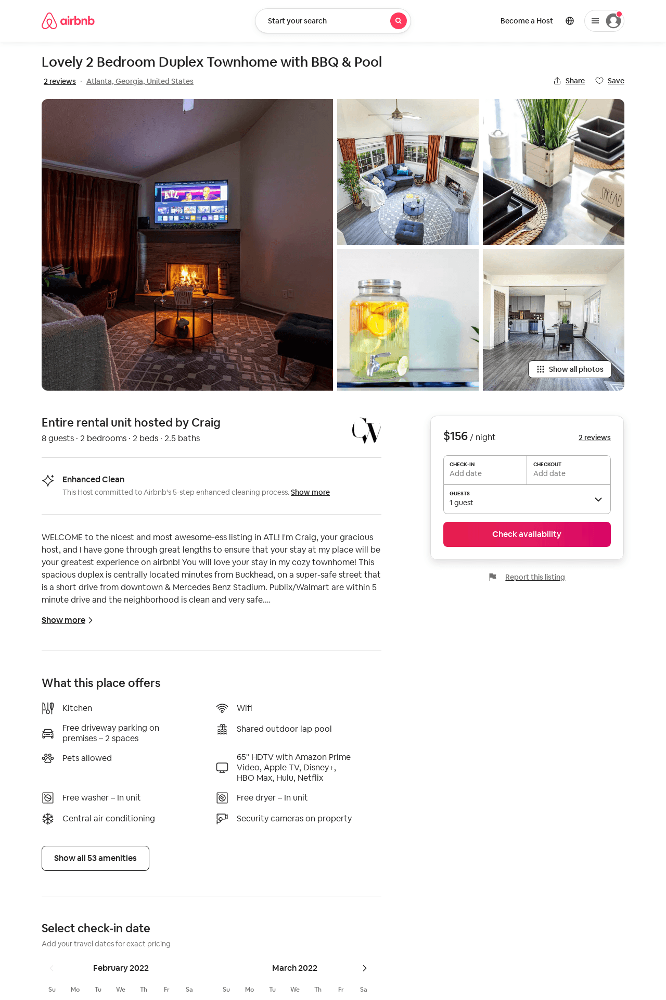 airbnb
Start your search
Become a Host
Lovely 2 Bedroom Duplex Townhome with BBQ & Pool
2 reviews · Atlanta, Georgia, United States
Share
Save
ATL
SPREAD
Show all photos
Entire rental unit hosted by Craig
8 guests · 2 bedrooms · 2 beds · 2.5 baths
CW
Enhanced Clean
This Host committed to Airbnb's 5-step enhanced cleaning process. Show more
WELCOME to the nicest and most awesome-ess listing in ATL! I'm Craig, your gracious
host, and I have gone through great lengths to ensure that your stay at my place will be
your greatest experience on airbnb! You will love your stay in my cozy townhome! This
spacious duplex is centrally located minutes from Buckhead, on a super-safe street that
is a short drive from downtown & Mercedes Benz Stadium. Publix/Walmart are within 5
minute drive and the neighborhood is clean and very safe....
Show more
$156 / night
2 reviews
CHECK-IN
Add date
CHECKOUT
Add date
GUESTS
1 guest
Check availability
Report this listing
What this place offers
Kitchen
Wifi
Free driveway parking on
premises – 2 spaces
Shared outdoor lap pool
Pets allowed
65" HDTV with Amazon Prime
Video, Apple TV, Disney+,
HBO Max, Hulu, Netflix
Free washer – In unit
Free dryer – In unit
Central air conditioning
Security cameras on property
Show all 53 amenities
Select check-in date
Add your travel dates for exact pricing
February 2022
March 2022
Su Mo Tu We Th Fr Sa
Su Mo Tu We Th Fr Sa